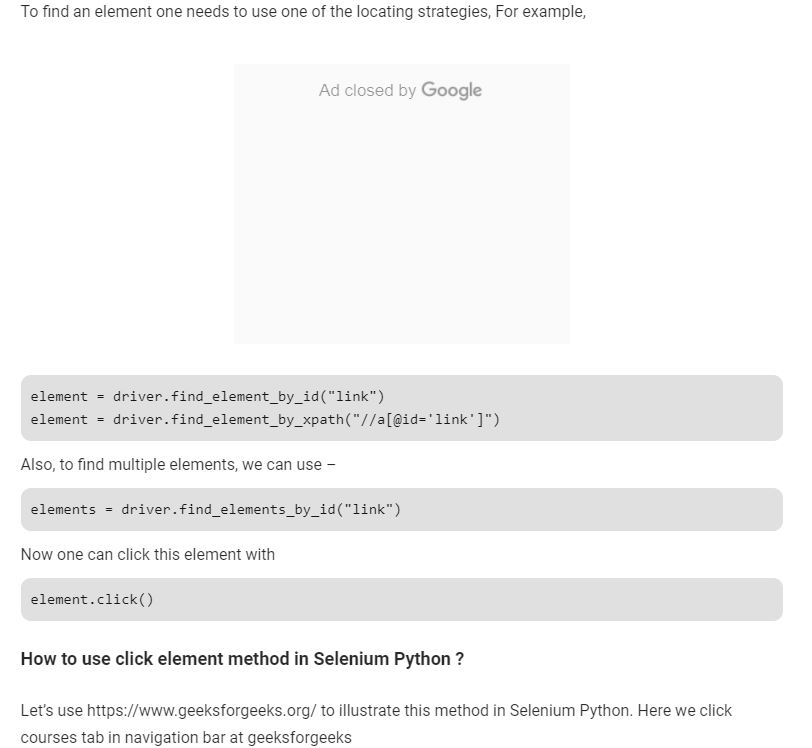 To find an element one needs to use one of the locating strategies, For example,
Ad closed by Google
element = driver.find_element_by_id("link")
element = driver.find_element_by_xpath("//a[@id='link']")
Also, to find multiple elements, we can use –
elements = driver.find_elements_by_id("link")
Now one can click this element with
element.click()
How to use click element method in Selenium Python ?
Let’s use https://www.geeksforgeeks.org/ to illustrate this method in Selenium Python. Here we click
courses tab in navigation bar at geeksforgeeks